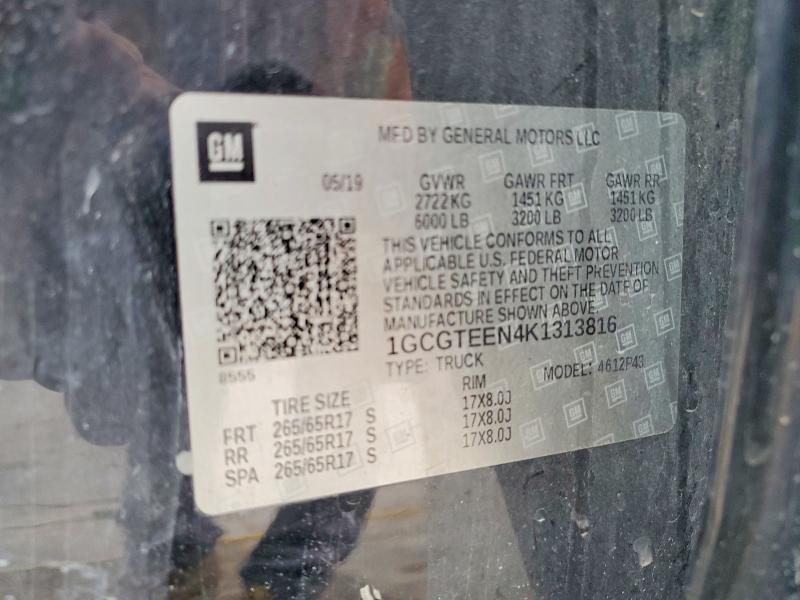 GM
MFD BY GENERAL MOTORS LLC
05/19 GVWR GAWR FRT GAWR RR
2722 KG 1451 KG 1451 KG
6000 LB 3200 LB 3200 LB
THIS VEHICLE CONFORMS TO ALL
APPLICABLE U.S. FEDERAL MOTOR
VEHICLE SAFETY AND THEFT PREVENTION
STANDARDS IN EFFECT ON THE DATE OF
MANUFACTURE SHOWN ABOVE.
1GCGTEEN4K1313816
8555 TYPE: TRUCK MODEL: 4612P43
TIRE SIZE RIM
FRT 265/65R17 S 17X8.0J
RR 265/65R17 S 17X8.0J
SPA 265/65R17 S 17X8.0J